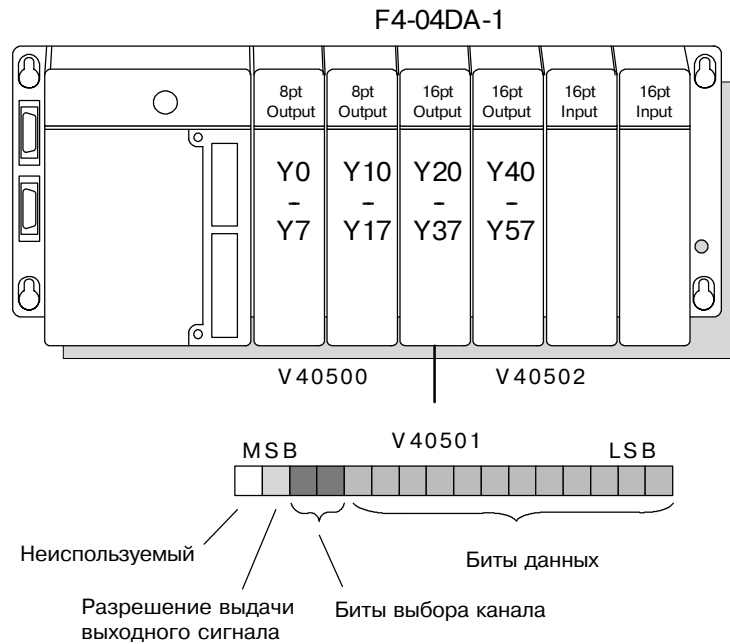 F4-04DA-1
8pt 8pt 16pt 16pt 16pt 16pt
Output Output Output Output Input Input
Y0 Y10 Y20 Y40
- - - -
Y7 Y17 Y37 Y57
V40500 V40502
MSB V40501 LSB
Неиспользуемый
Биты данных
Разрешение выдачи
выходного сигнала
Биты выбора канала